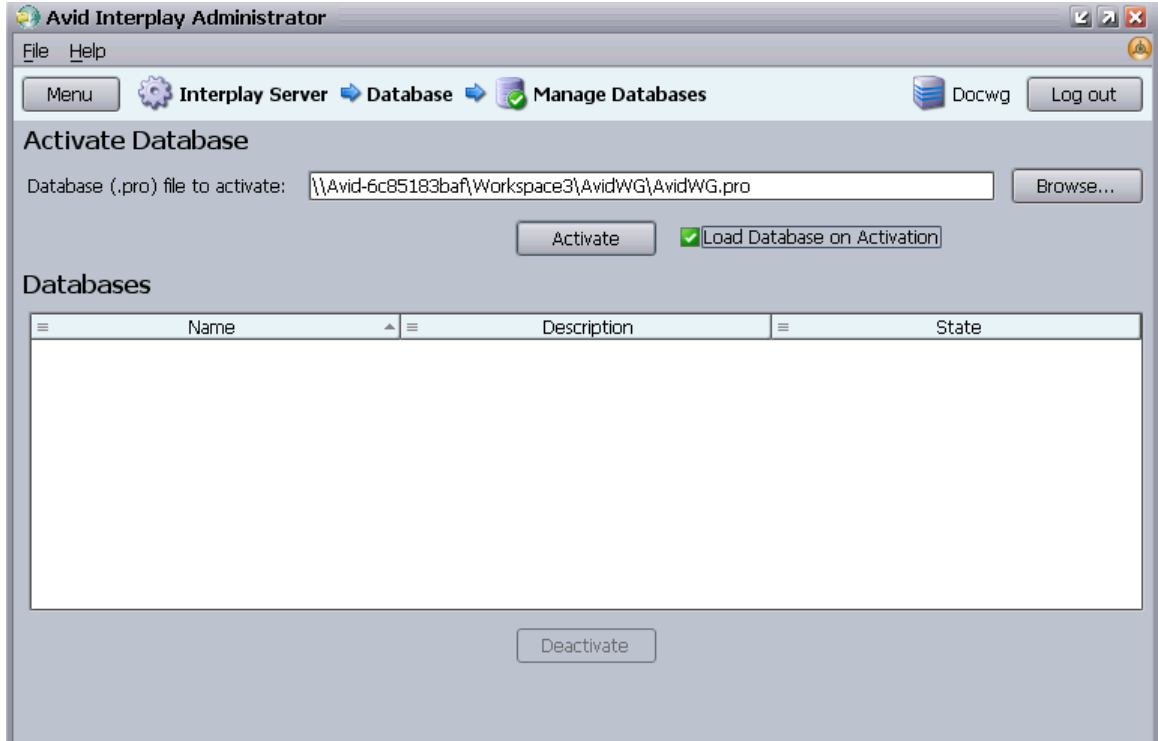 Avid Interplay Administrator
File Help
Menu Interplay Server Database Manage Databases Docwg Log out
Activate Database
Database (.pro) file to activate: \\Avid-6c85183baf\Workspace3\AvidWG\AvidWG.pro Browse...
Activate Load Database on Activation
Databases
Name Description State
Deactivate